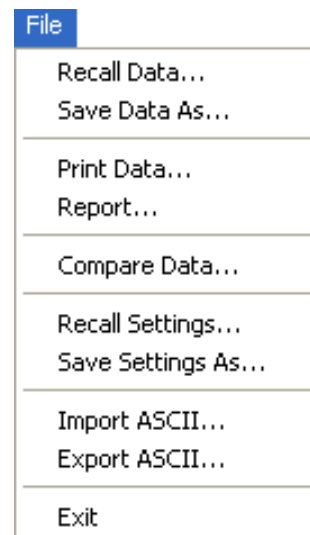 File
Recall Data...
Save Data As...
Print Data...
Report...
Compare Data...
Recall Settings...
Save Settings As...
Import ASCII...
Export ASCII...
Exit